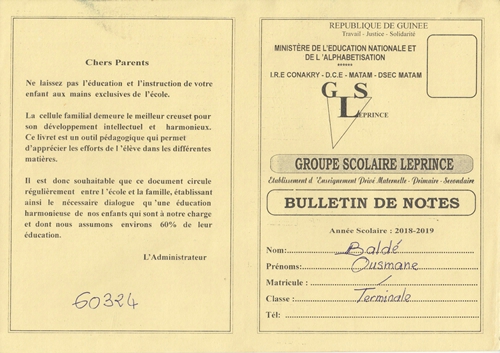 Chers Parents
Ne laissez pas l'éducation et l'instruction de votre
enfant aux mains exclusives de l'école.
La cellule familial demeure le meilleur creuset pour
son développement intellectuel et harmonieux.
Ce livret est un outil pédagogique qui permet
d'apprécier les efforts de l'élève dans les différentes
matières.
Il est donc souhaitable que ce document circule
régulièrement entre l'école et la famille, établissant
ainsi le nécessaire dialogue qu'une éducation
harmonieuse de nos enfants qui sont à notre charge
et dont nous assumons environs 60% de leur
éducation.
L'Administrateur
60324
REPUBLIQUE DE GUINEE
Travail - Justice - Solidarité
MINISTÈRE DE L'EDUCATION NATIONALE ET
DE L'ALPHABETISATION
******
I.R.E CONAKRY - D.C.E - MATAM - DSEC MATAM
G L S
LEPRINCE
GROUPE SCOLAIRE LEPRINCE
Etablissement d'Enseignement Privé Maternelle - Primaire - Secondaire
BULLETIN DE NOTES
Année Scolaire : 2018-2019
Nom: Baldé
Prénoms: Ousmane
Matricule :
Classe : Terminale
Tél: